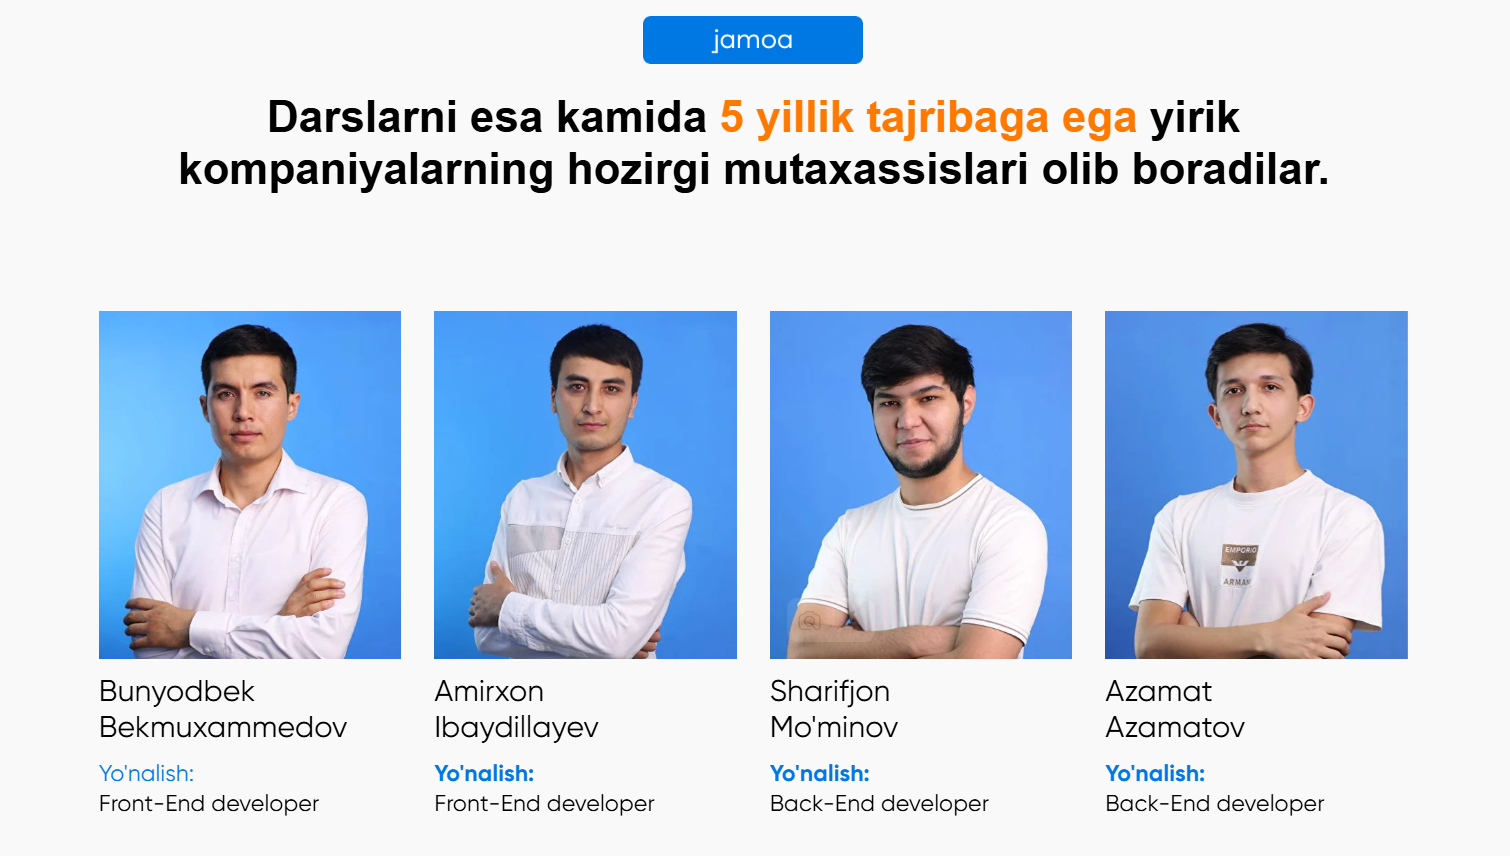 jamoa
Darslarni esa kamida 5 yillik tajribaga ega yirik
kompaniyalarning hozirgi mutaxassislari olib boradilar.
EMPORIO
ARMANI
Bunyodbek
Bekmuxammedov
Yo'nalish:
Front-End developer
Amirxon
Ibaydillayev
Yo'nalish:
Front-End developer
Sharifjon
Mo'minov
Yo'nalish:
Back-End developer
Azamat
Azamatov
Yo'nalish:
Back-End developer